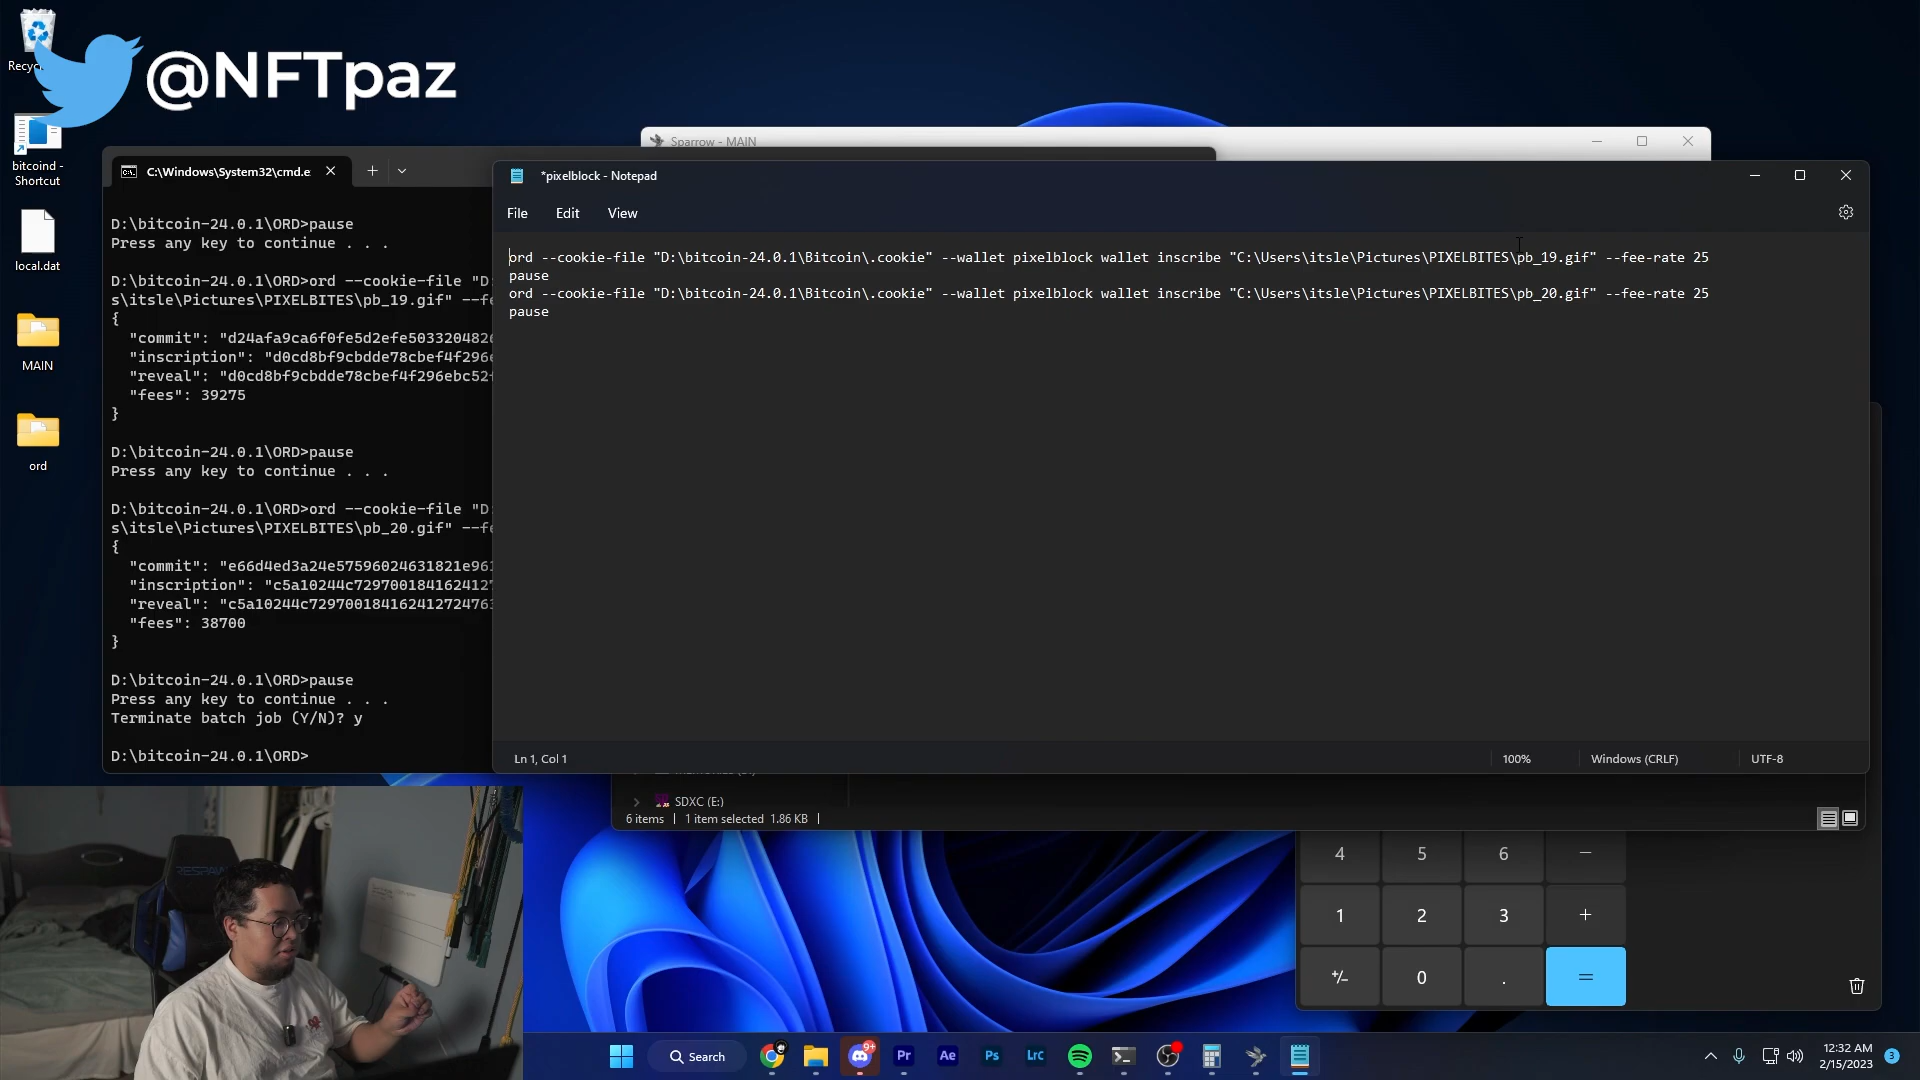 @NFTpaz
bitcoind -
Shortcut
local.dat
MAIN
ord
Sparrow - MAIN
C:\Windows\System32\cmd.e
D:\bitcoin-24.0.1\ORD>pause
Press any key to continue . . .
D:\bitcoin-24.0.1\ORD>ord --cookie-file "D:
s\itsle\Pictures\PIXELBITES\pb_19.gif" --fe
{
"commit":
"inscription":
"reveal":
"fees": 39275
}
D:\bitcoin-24.0.1\ORD>pause
Press any key to continue . . .
D:\bitcoin-24.0.1\ORD>ord --cookie-file "D:
s\itsle\Pictures\PIXELBITES\pb_20.gif" --fe
{
"commit":
"inscription":
"reveal":
"fees": 38700
}
D:\bitcoin-24.0.1\ORD>pause
Press any key to continue . . .
Terminate batch job (Y/N)? y
D:\bitcoin-24.0.1\ORD>
*pixelblock - Notepad
File Edit View
ord --cookie-file "D:\bitcoin-24.0.1\Bitcoin\.cookie" --wallet pixelblock wallet inscribe "C:\Users\itsle\Pictures\PIXELBITES\pb_19.gif" --fee-rate 25
pause
ord --cookie-file "D:\bitcoin-24.0.1\Bitcoin\.cookie" --wallet pixelblock wallet inscribe "C:\Users\itsle\Pictures\PIXELBITES\pb_20.gif" --fee-rate 25
pause
Ln 1, Col 1 100% Windows (CRLF) UTF-8
SDXC (E:)
6 items | 1 item selected 1.86 KB |
4 5 6 −
1 2 3 +
+/- 0 . =
RESPAWN
Search
9+
Pr Ae Ps Lrc
12:32 AM
2/15/2023
3